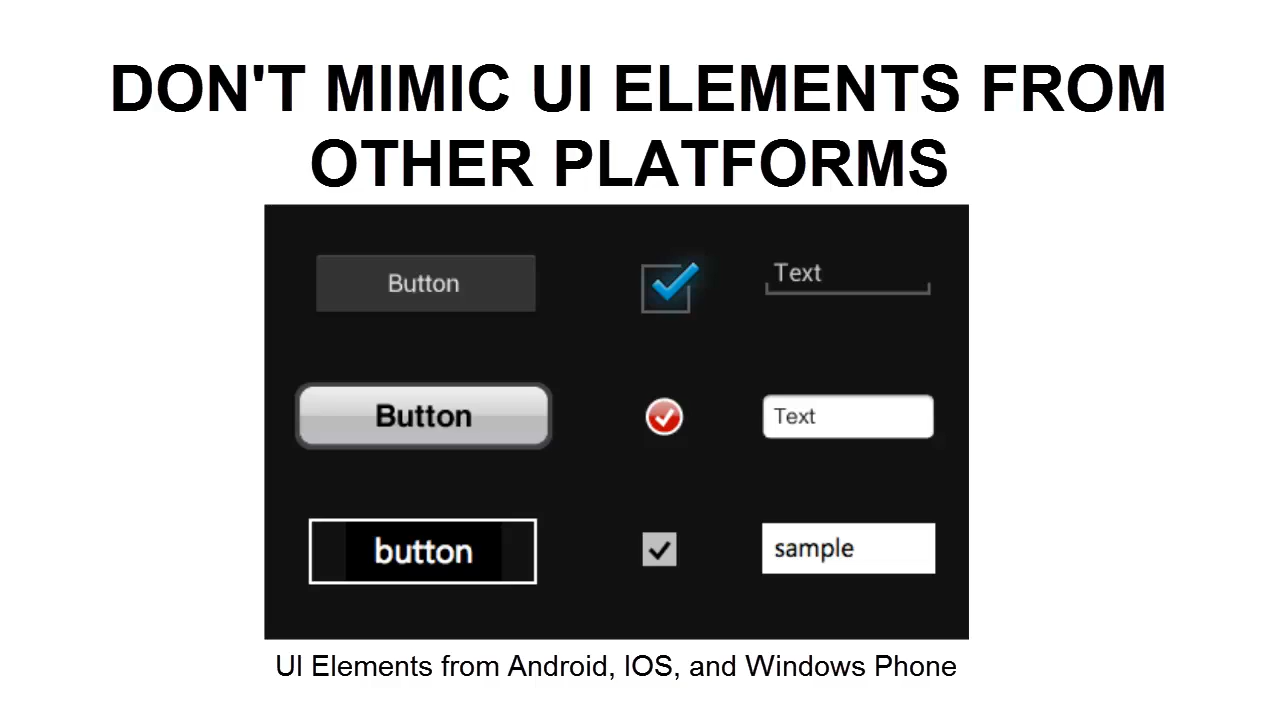 DON'T MIMIC UI ELEMENTS FROM
OTHER PLATFORMS
Button
Text
Button
Text
button
sample
UI Elements from Android, IOS, and Windows Phone